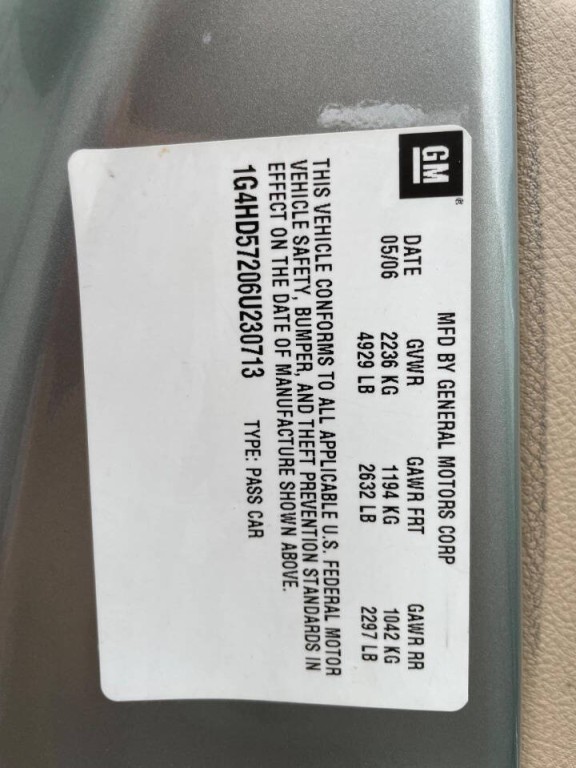 GM
MFD BY GENERAL MOTORS CORP
DATE GVWR GAWR FRT GAWR RR
05/06 2236 KG 1194 KG 1042 KG
4929 LB 2632 LB 2297 LB
THIS VEHICLE CONFORMS TO ALL APPLICABLE U.S. FEDERAL MOTOR
VEHICLE SAFETY, BUMPER, AND THEFT PREVENTION STANDARDS IN
EFFECT ON THE DATE OF MANUFACTURE SHOWN ABOVE.
1G4HD57206U230713 TYPE: PASS CAR